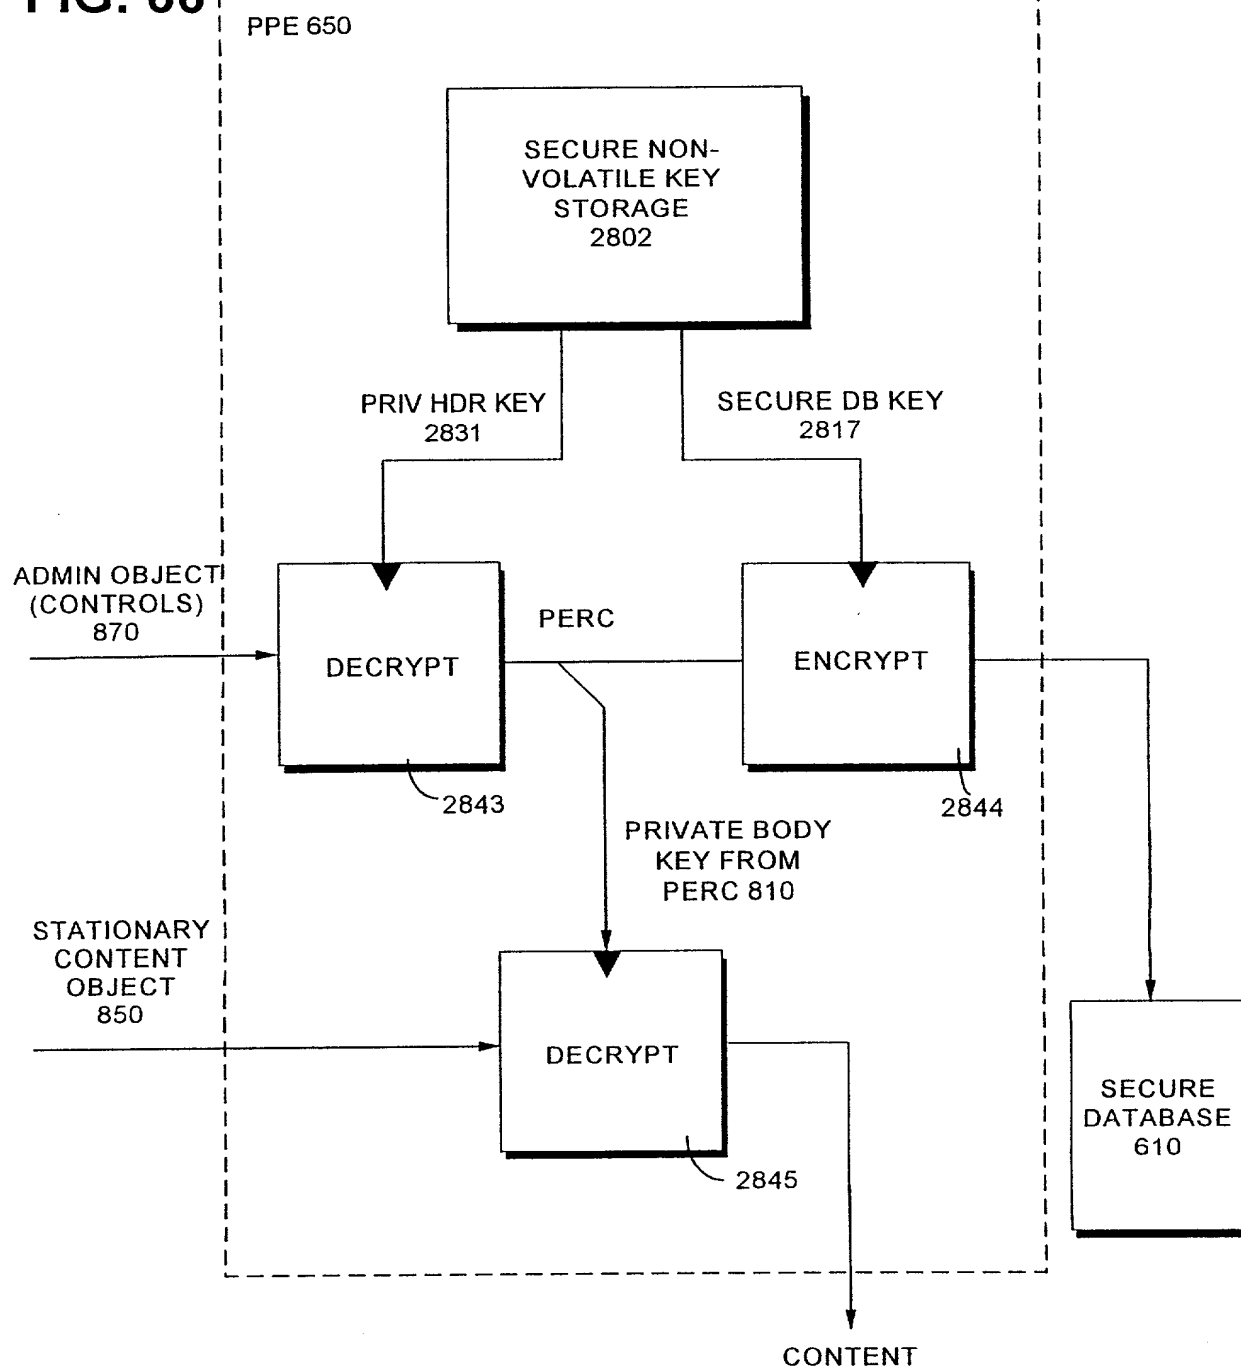 FIG.
PPE 650
SECURE NON-
VOLATILE KEY
STORAGE
2802
PRIV HDR KEY
2831
SECURE DB KEY
2817
ADMIN OBJECT
(CONTROLS)
870
DECRYPT
PERC
ENCRYPT
2843
2844
PRIVATE BODY
KEY FROM
PERC 810
STATIONARY
CONTENT
OBJECT
850
DECRYPT
2845
SECURE
DATABASE
610
CONTENT